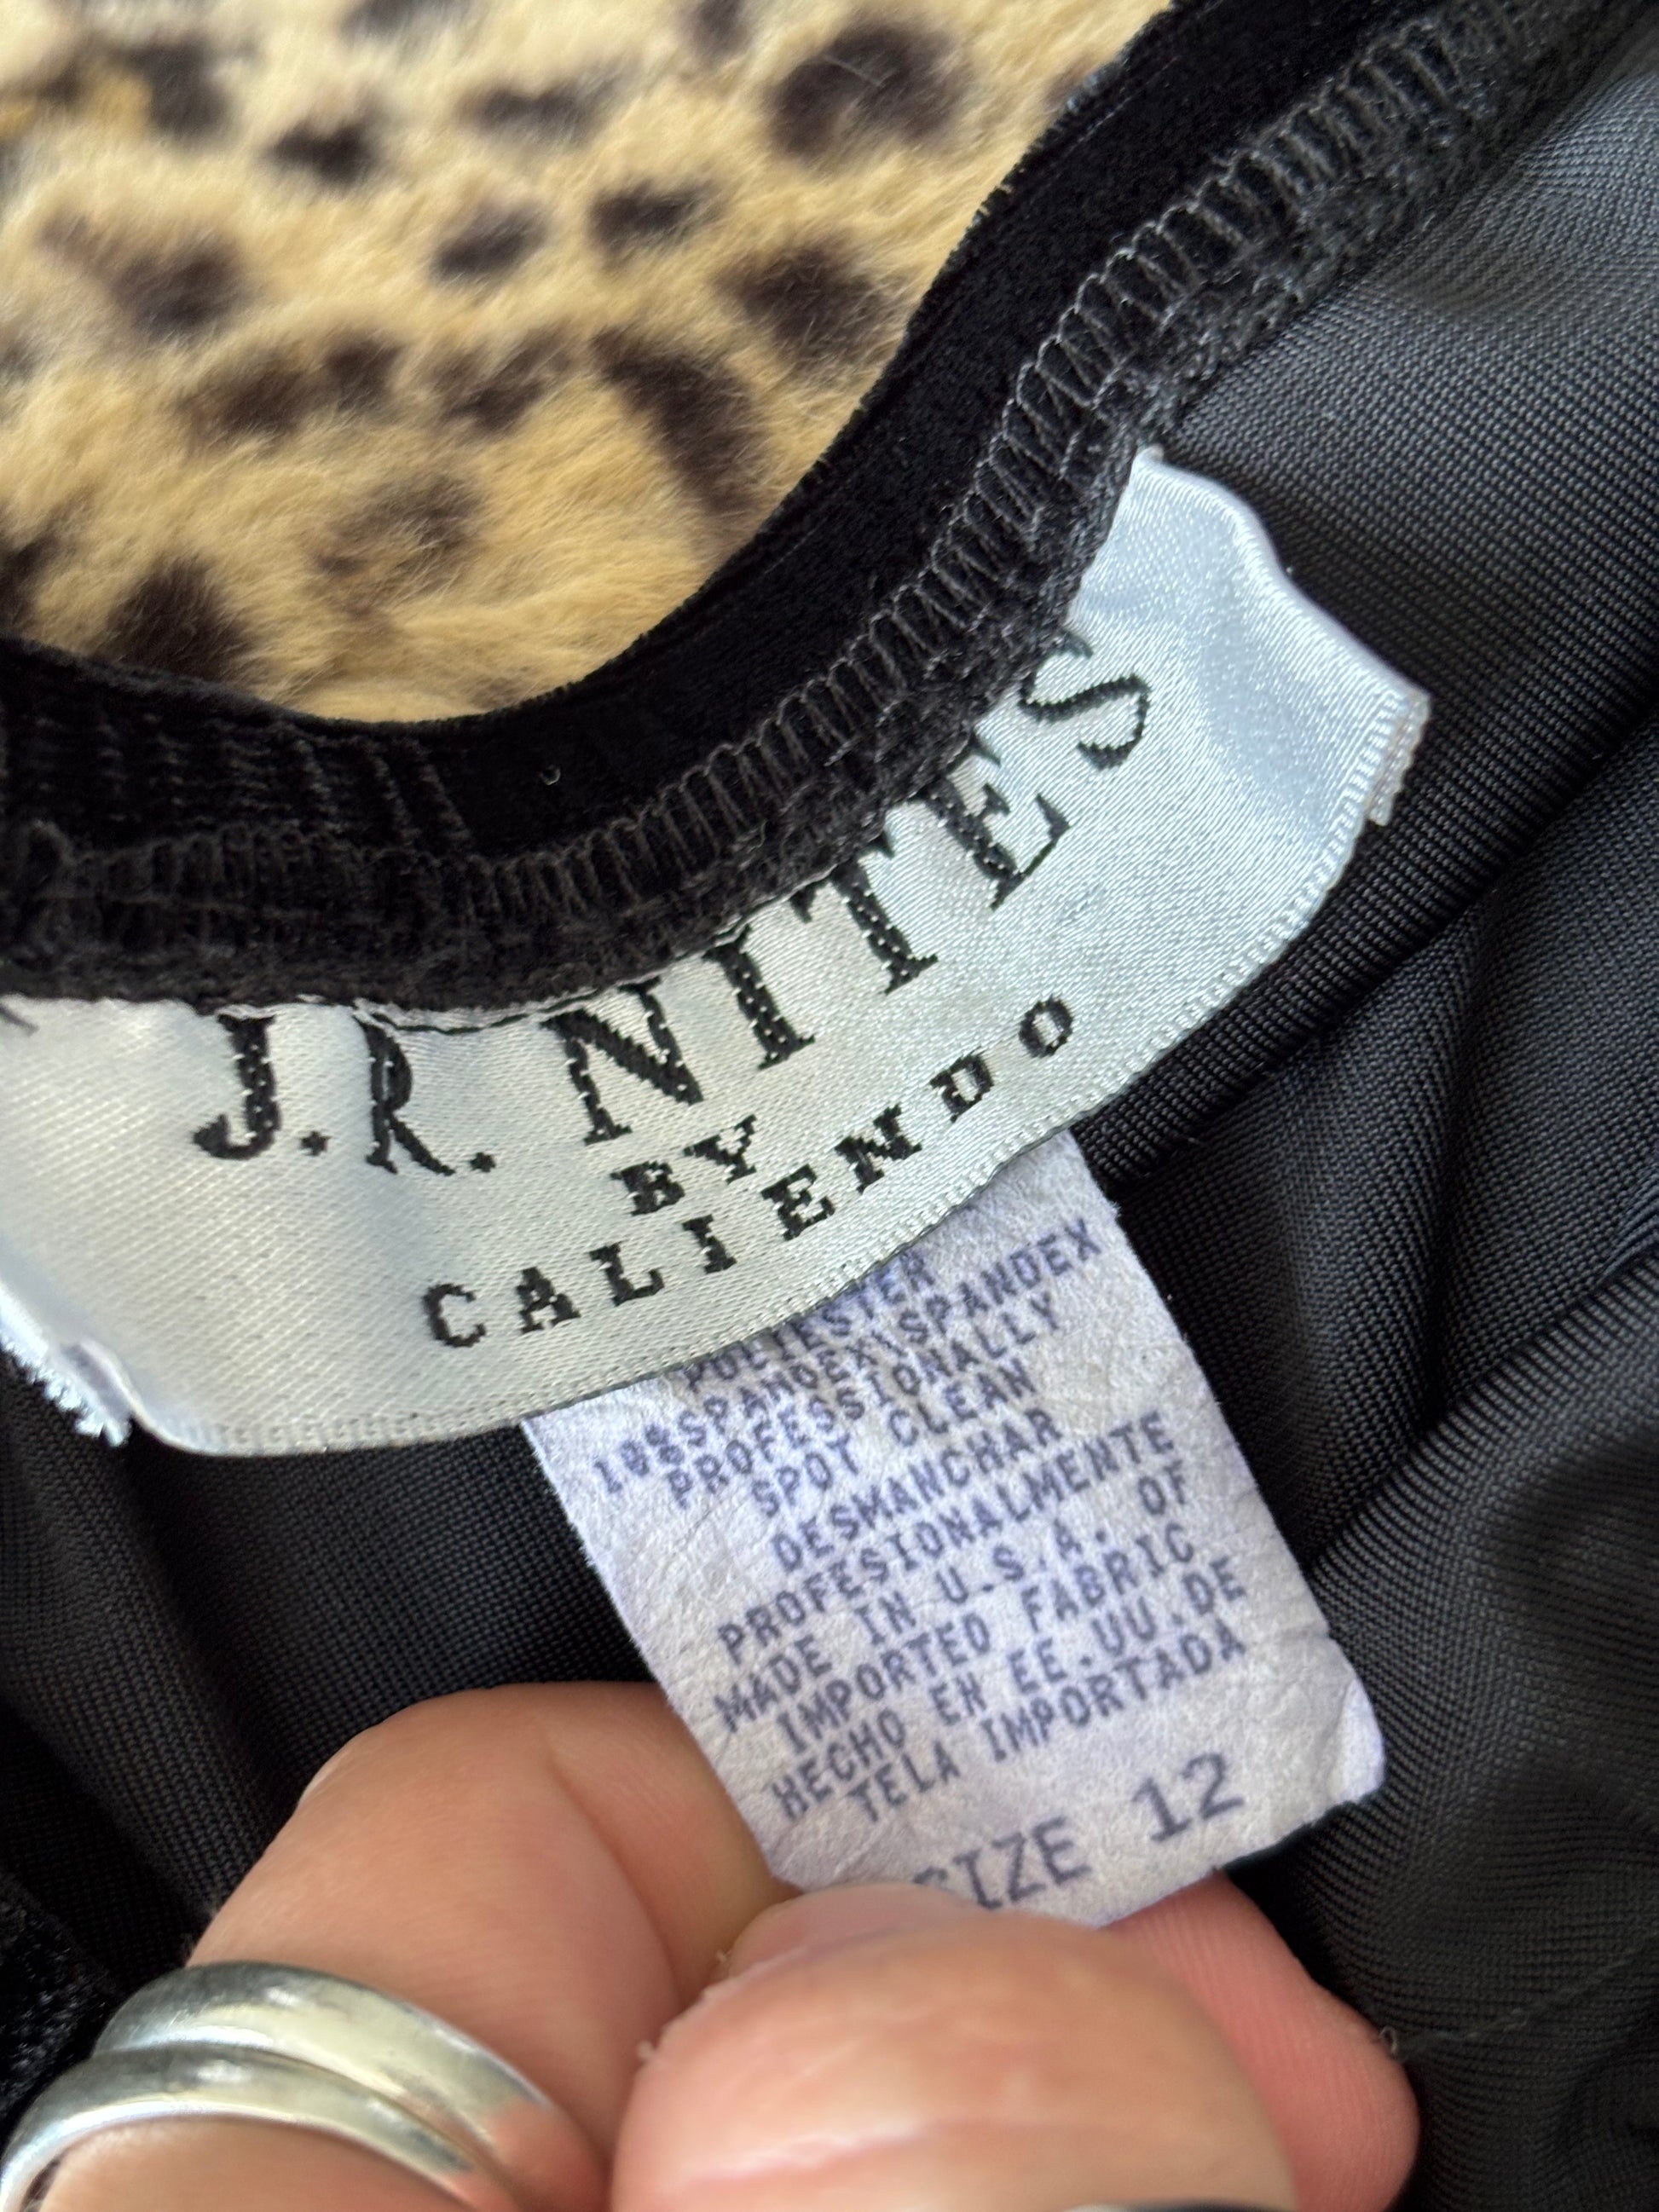 J.R. NITES
BY
CALIENDO
POLYESTER
10%SPANDEX\SPANDEX
PROFESSIONALLY
SPOT CLEAN
DESMANCHAR
PROFESIONALMENTE
MADE IN U.S.A. OF
IMPORTED FABRIC
HECHO EN EE.UU.DE
TELA IMPORTADA
SIZE 12